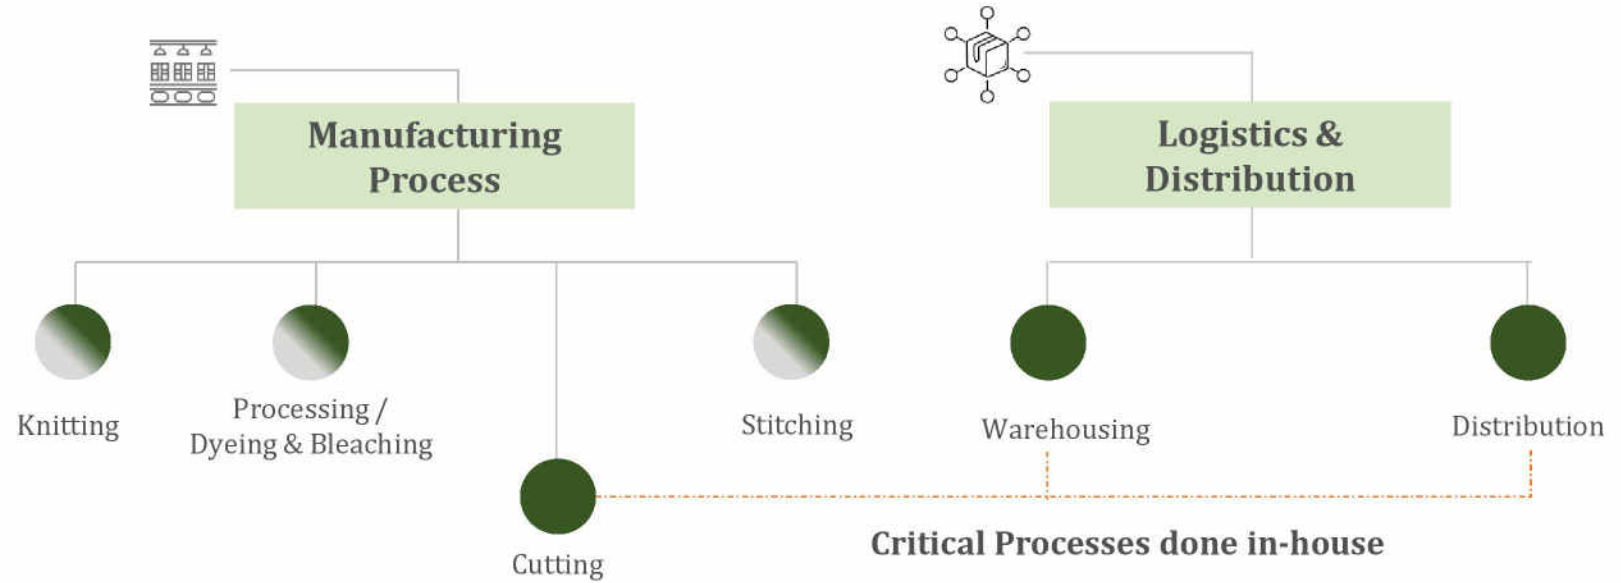 Manufacturing
Process
Logistics &
Distribution
Knitting
Processing /
Dyeing & Bleaching
Cutting
Stitching
Warehousing
Distribution
Critical Processes done in-house